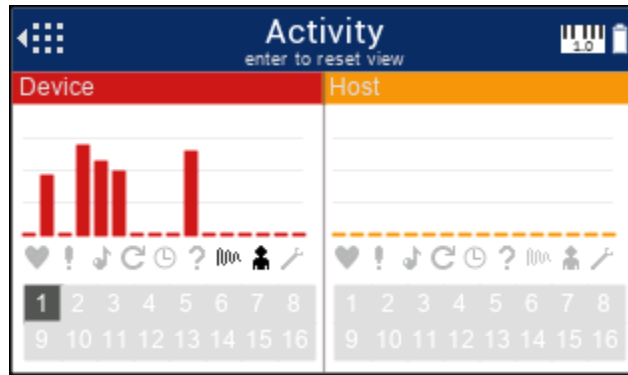 Activity
enter to reset view
1.0
Device
Host
?
?
1 2 3 4 5 6 7 8
9 10 11 12 13 14 15 16
1 2 3 4 5 6 7 8
9 10 11 12 13 14 15 16